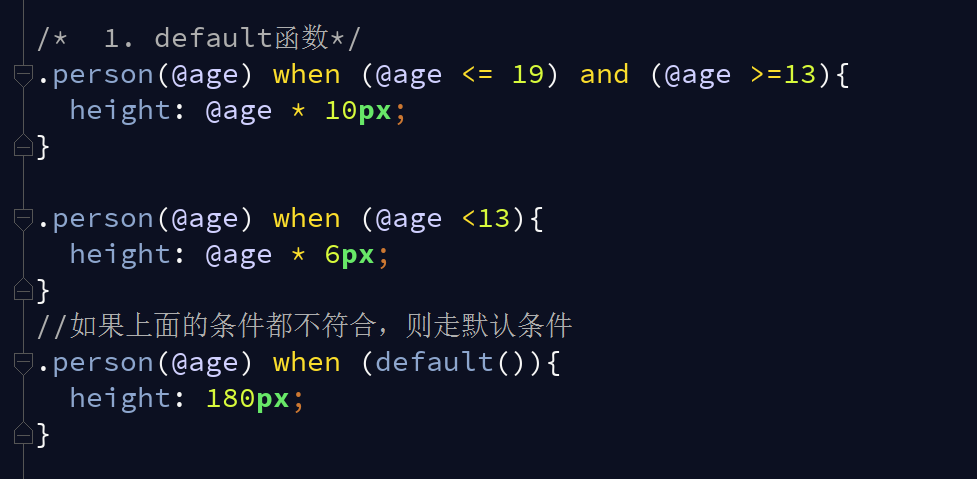 /*  1. default函数*/
.person(@age) when (@age <= 19) and (@age >=13){
  height: @age * 10px;
}
.person(@age) when (@age <13){
  height: @age * 6px;
}
//如果上面的条件都不符合，则走默认条件
.person(@age) when (default()){
  height: 180px;
}